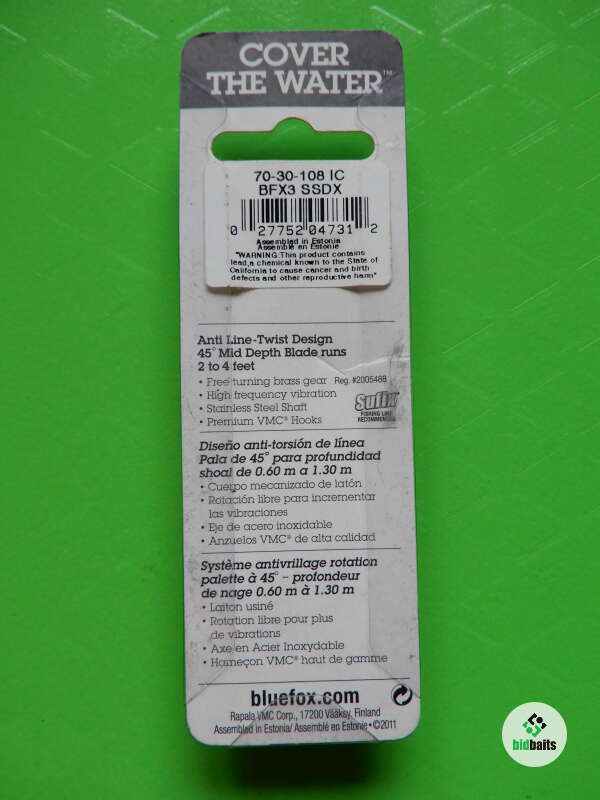 COVER
THE WATER™
70-30-108 IC
BFX3 SSDX
0 27752 04731 2
Assembled in Estonia
Assemblé en Estonie
"WARNING:This product contains
lead,a chemical known to the State of
California to cause cancer and birth
defects and other reproductive harm"
Anti Line-Twist Design
45° Mid Depth Blade runs
2 to 4 feet
• Free turning brass gear Reg. #2005488
• High frequency vibration
• Stainless Steel Shaft
• Premium VMC® Hooks
Sufix
FISHING LINE
RECOMMENDED
Diseño anti-torsión de línea
Pala de 45° para profundidad
shoal de 0.60 m a 1.30 m
• Cuerpo mecanizado de latón
• Rotación libre para incrementar
las vibraciones
• Eje de acero inoxidable
• Anzuelos VMC® de alta calidad
Système antivrillage rotation
palette à 45° – profondeur
de nage 0.60 m à 1.30 m
• Laiton usiné
• Rotation libre pour plus
de vibrations
• Axe en Acier Inoxydable
• Hameçon VMC® haut de gamme
bluefox.com
Rapala VMC Corp., 17200 Vääksy, Finland
Assembled in Estonia/ Assemblé en Estonie•©2011
bidbaits